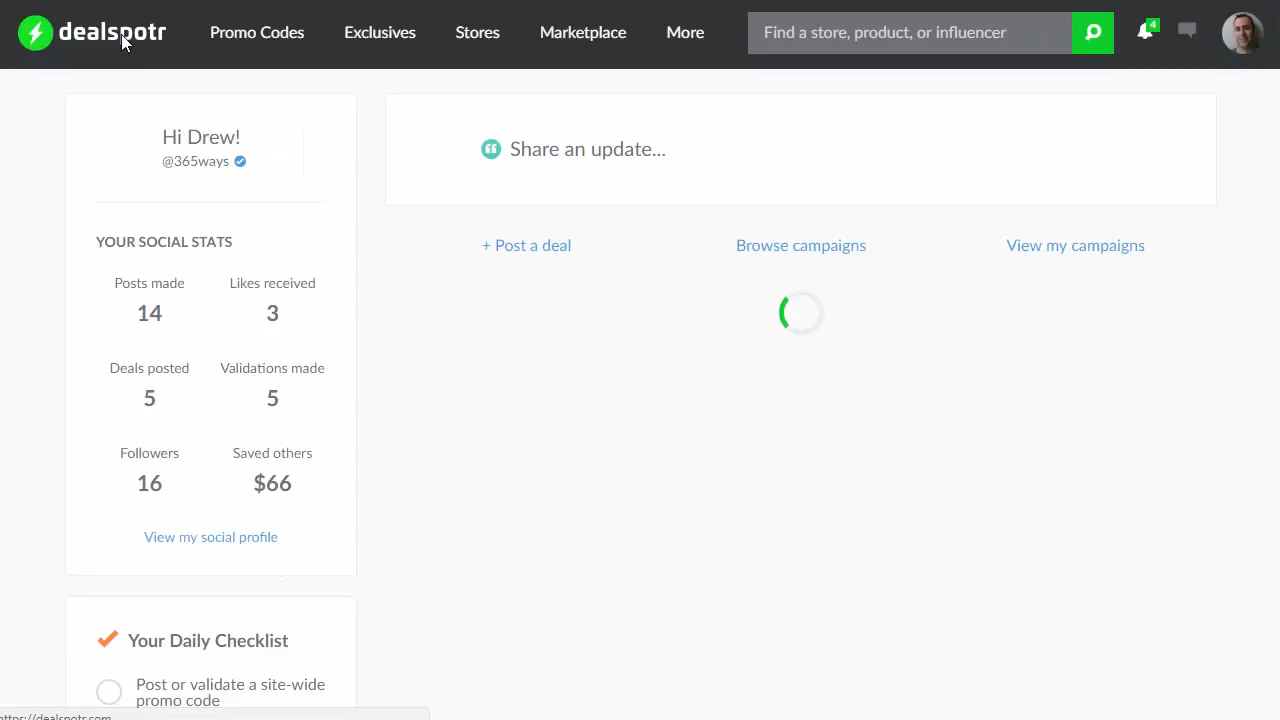 dealspotr Promo Codes Exclusives Stores Marketplace More Find a store, product, or influencer 4
Hi Drew!
@365ways
Share an update...
YOUR SOCIAL STATS
+ Post a deal Browse campaigns View my campaigns
Posts made Likes received
14 3
Deals posted Validations made
5 5
Followers Saved others
16 $66
View my social profile
Your Daily Checklist
Post or validate a site-wide
promo code
https://dealspotr.com